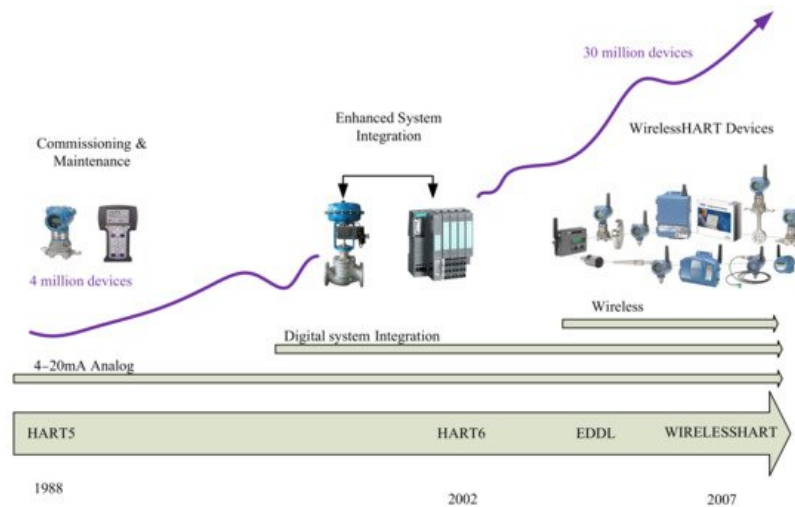 30 million devices
Enhanced System
Integration
Commissioning &
Maintenance
WirelessHART Devices
4 million devices
Wireless
Digital system Integration
4–20mA Analog
HART5
HART6
EDDL
WIRELESSHART
1988
2002
2007